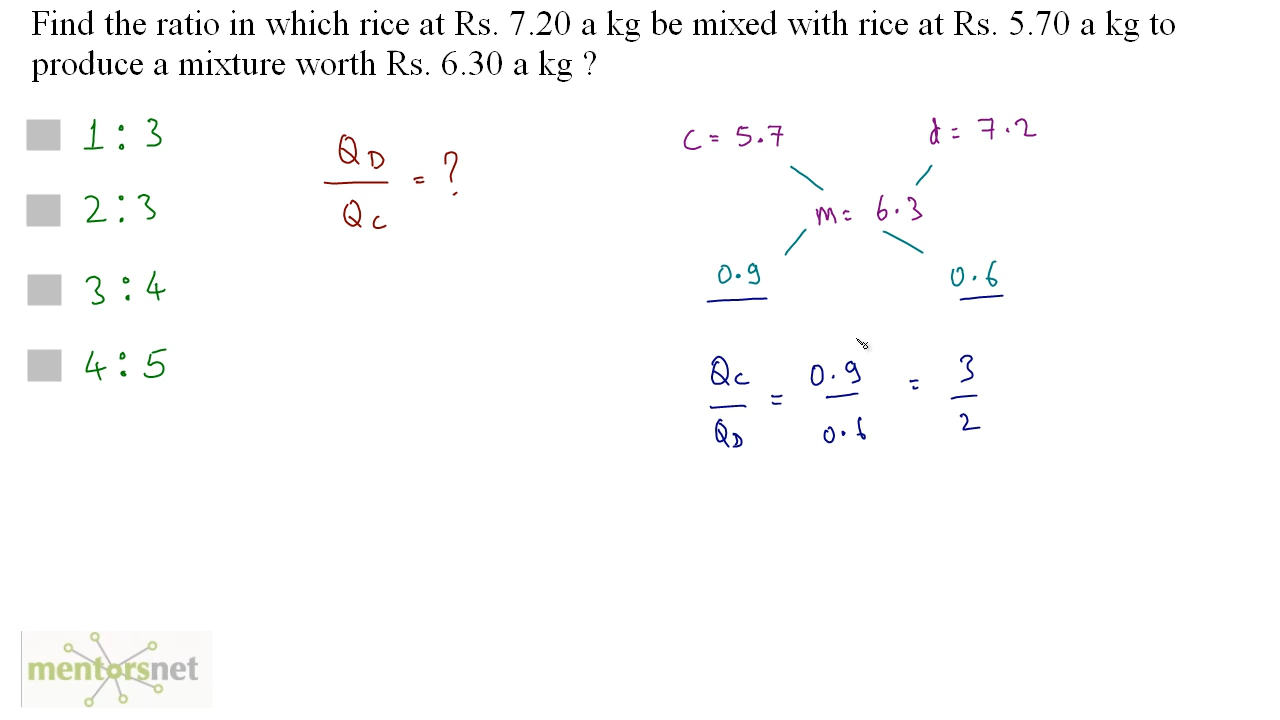 Find the ratio in which rice at Rs. 7.20 a kg be mixed with rice at Rs. 5.70 a kg to
produce a mixture worth Rs. 6.30 a kg ?
1 : 3
2 : 3
3 : 4
4 : 5
QD
= ?
QC
C = 5.7
d = 7.2
m = 6.3
0.9
0.6
QC
0.9
3
=
=
QD
0.6
2
mentorsnet